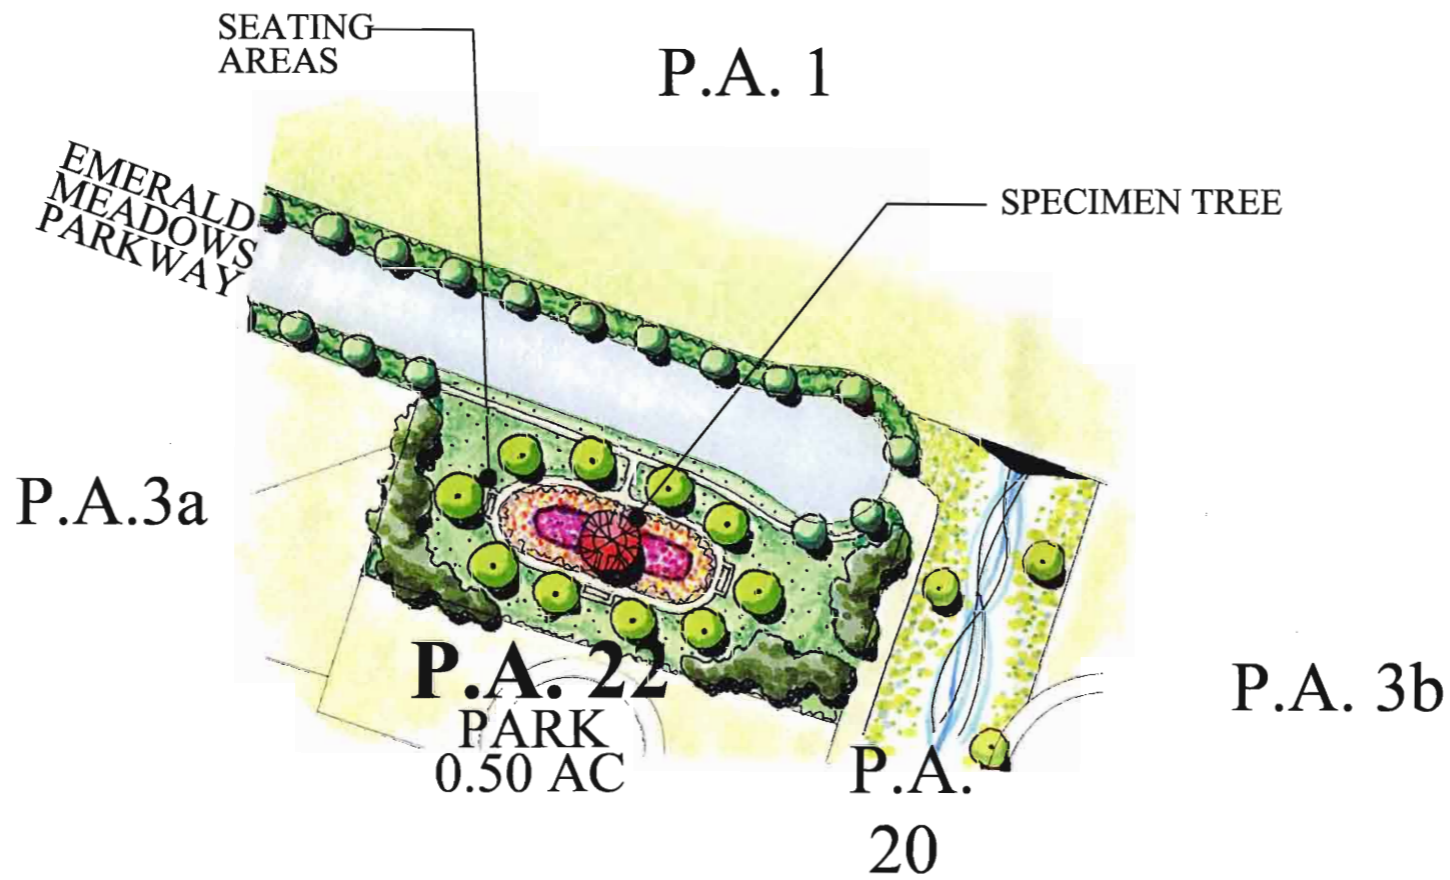 SEATING
AREAS
P.A. 1
EMERALD
MEADOWS
PARKWAY
SPECIMEN TREE
P.A.3a
P.A. 22
PARK
0.50 AC
P.A. 3b
P.A.
20